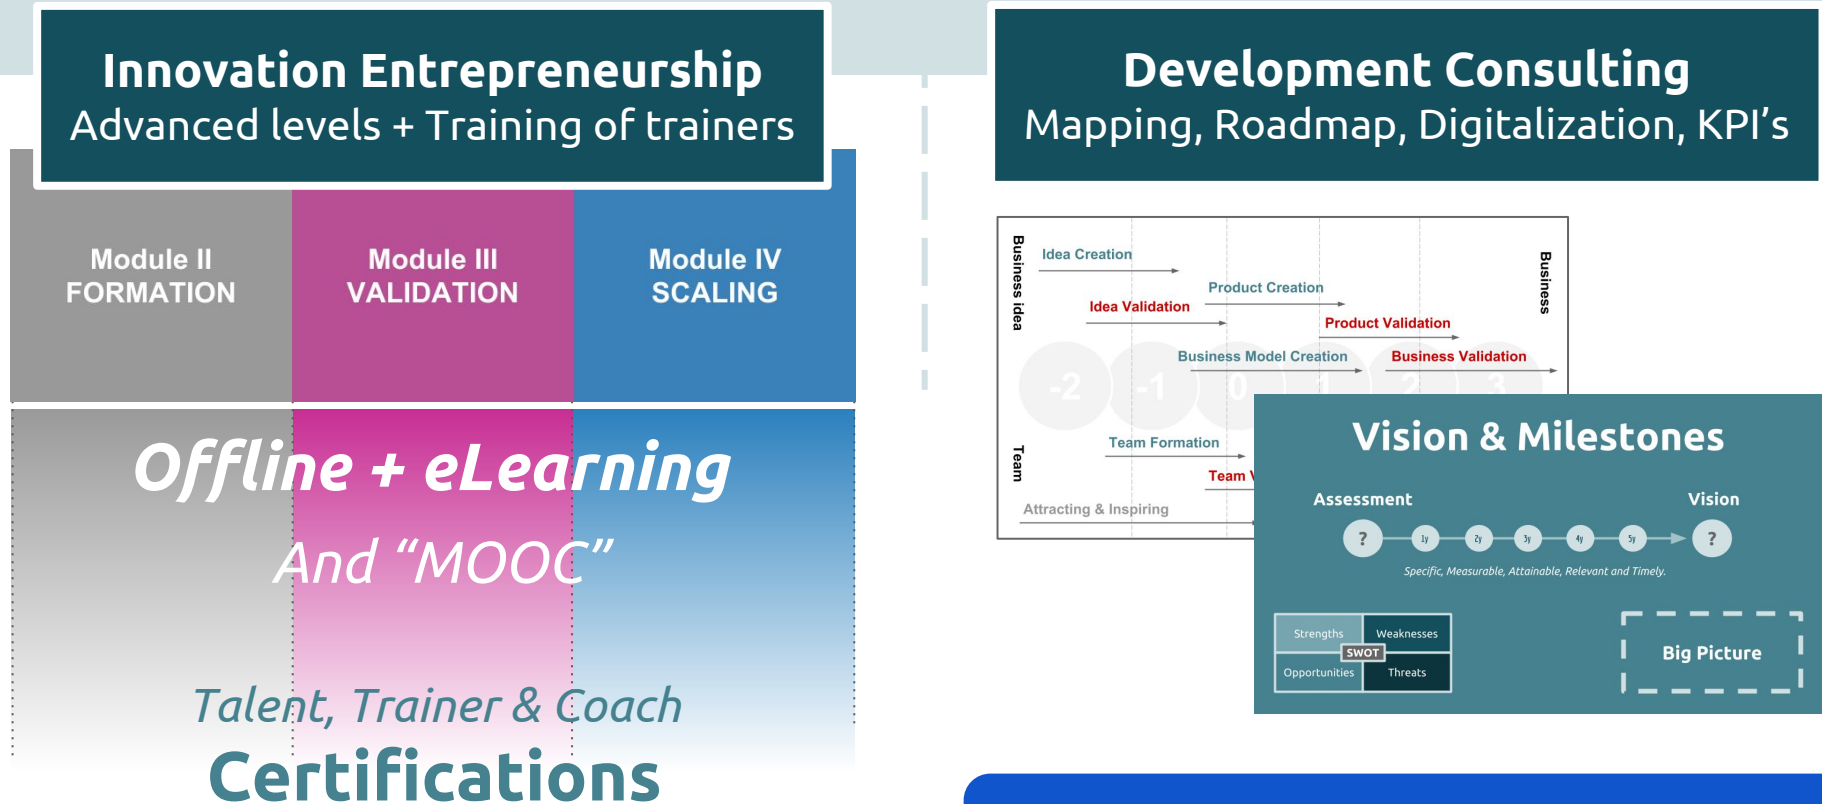 Innovation Entrepreneurship
Advanced levels + Training of trainers
Module II
FORMATION
Module III
VALIDATION
Module IV
SCALING
Offline + eLearning
And “MOOC”
Talent, Trainer & Coach
Certifications
Development Consulting
Mapping, Roadmap, Digitalization, KPI's
Business idea
Business
Idea Creation
Product Creation
Idea Validation
Product Validation
Business Model Creation
Business Validation
-2
-1
0
1
2
3
Team
Team Formation
Team
Attracting & Inspiring
Vision & Milestones
Assessment
Vision
?
1y
2y
3y
4y
5y
?
Specific, Measurable, Attainable, Relevant and Timely.
Strengths
Weaknesses
SWOT
Opportunities
Threats
Big Picture